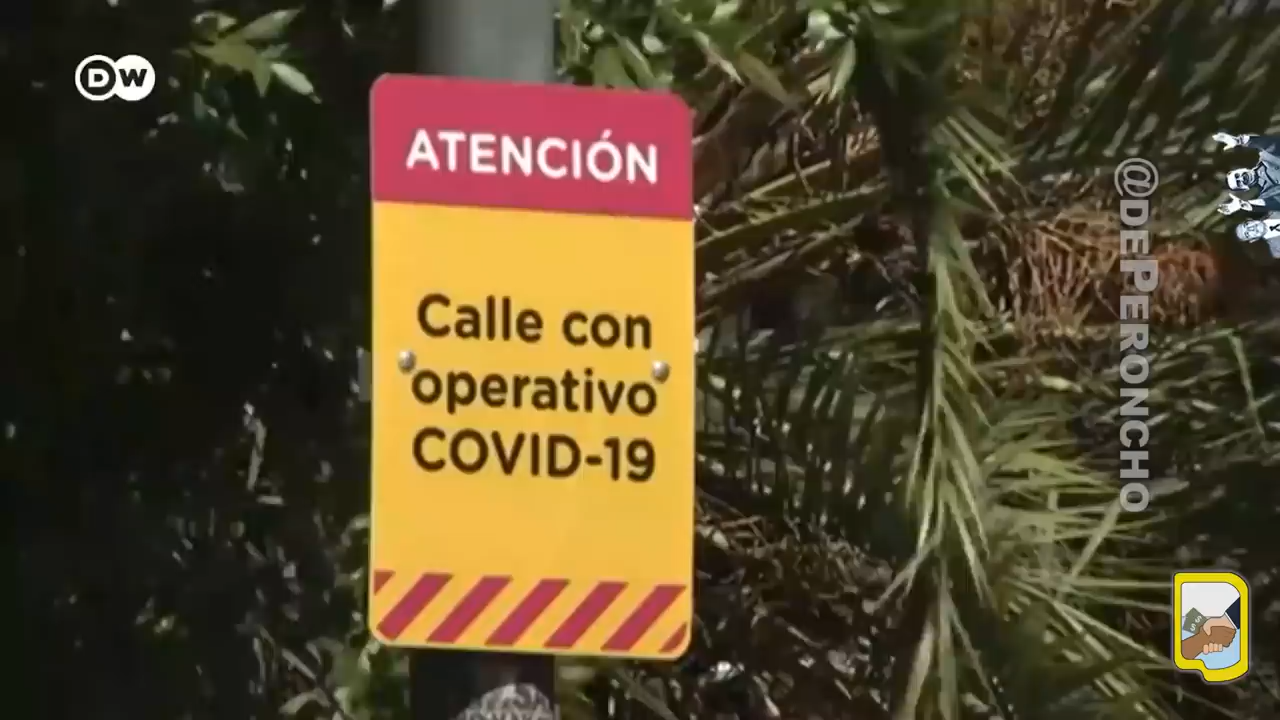 DW
ATENCIÓN
Calle con
operativo
COVID-19
@DEPERONCHO